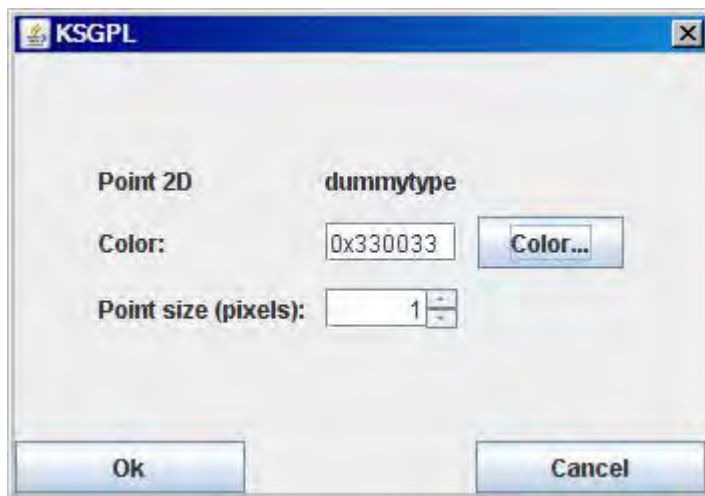 KSGPL
Point 2D dummytype
Color: 0x330033 Color...
Point size (pixels): 1
Ok Cancel